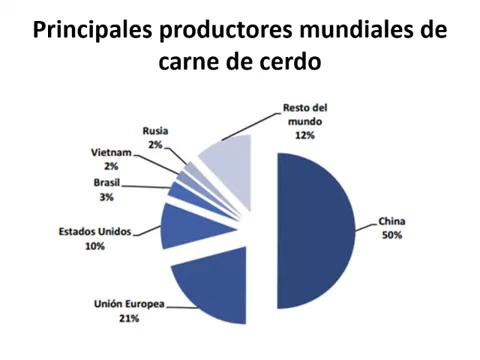 Principales productores mundiales de
carne de cerdo
Resto del
mundo
12%
Rusia
2%
Vietnam
2%
Brasil
3%
China
50%
Estados Unidos
10%
Unión Europea
21%